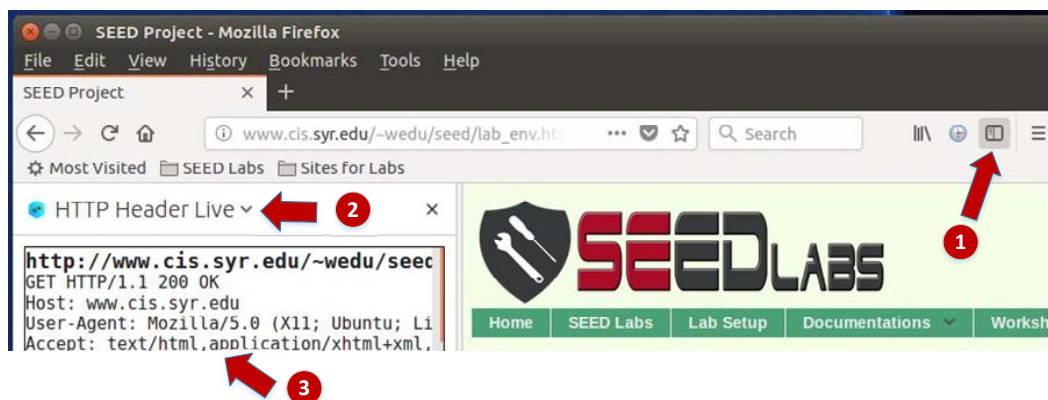 SEED Project - Mozilla Firefox
File Edit View History Bookmarks Tools Help
SEED Project × +
www.cis.syr.edu/~wedu/seed/lab_env.ht ••• Search
Most Visited SEED Labs Sites for Labs
1
HTTP Header Live 2 ×
SEEDLABS
http://www.cis.syr.edu/~wedu/seed
GET HTTP/1.1 200 OK
Host: www.cis.syr.edu
User-Agent: Mozilla/5.0 (X11; Ubuntu; Li
Accept: text/html,application/xhtml+xml,
Home SEED Labs Lab Setup Documentations Worksh
3